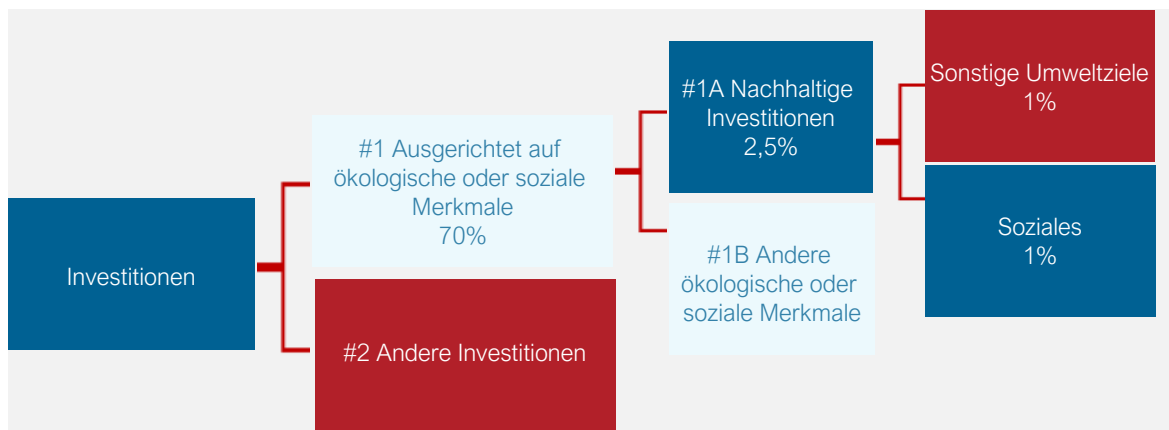 Investitionen
#1 Ausgerichtet auf
ökologische oder soziale
Merkmale
70%
#2 Andere Investitionen
#1A Nachhaltige
Investitionen
2,5%
#1B Andere
ökologische oder
soziale Merkmale
Sonstige Umweltziele
1%
Soziales
1%